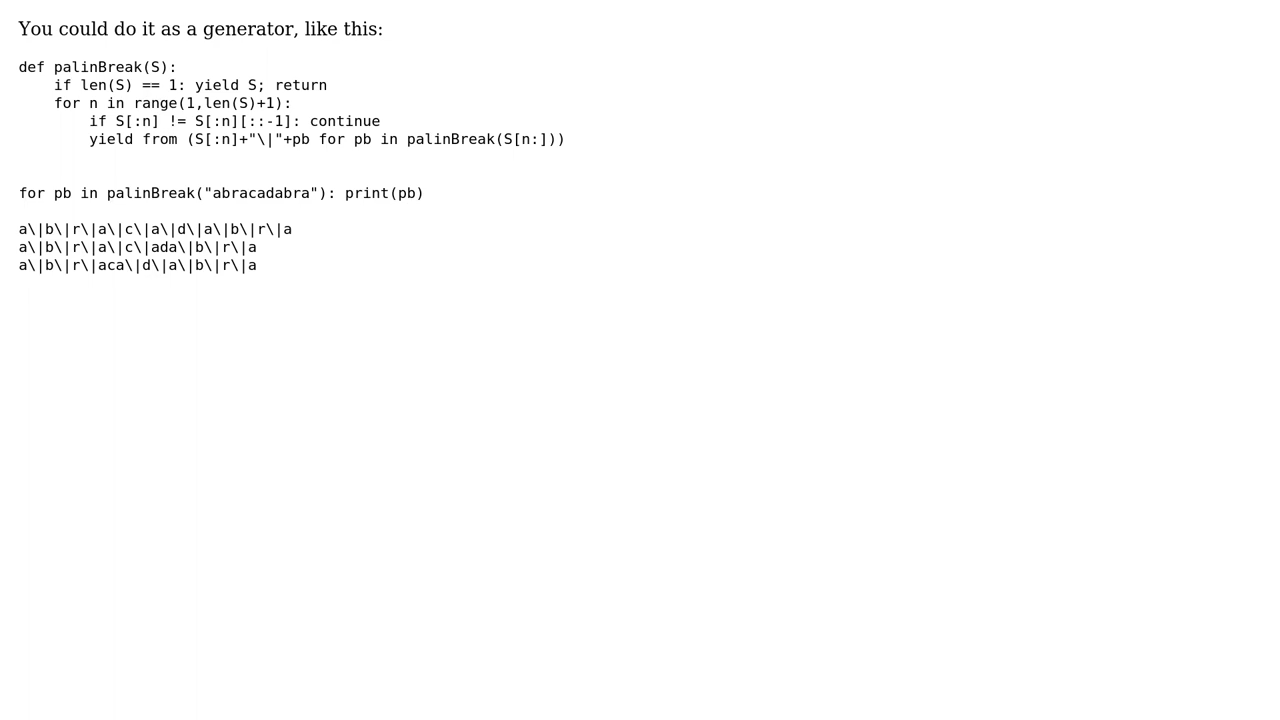 You could do it as a generator, like this:
def palinBreak(S):
    if len(S) == 1: yield S; return
    for n in range(1,len(S)+1):
        if S[:n] != S[:n][::-1]: continue
        yield from (S[:n]+"\|"+pb for pb in palinBreak(S[n:]))
for pb in palinBreak("abracadabra"): print(pb)
a\|b\|r\|a\|c\|a\|d\|a\|b\|r\|a
a\|b\|r\|a\|c\|ada\|b\|r\|a
a\|b\|r\|aca\|d\|a\|b\|r\|a